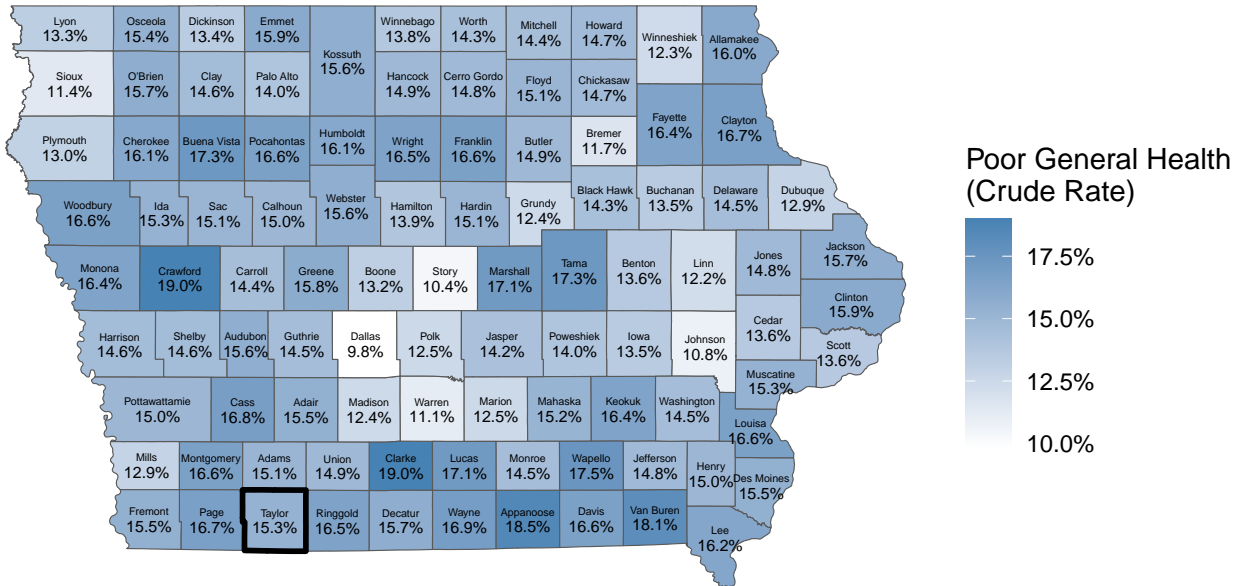 Lyon
13.3%
Osceola
15.4%
Dickinson
13.4%
Emmet
15.9%
Kossuth
15.6%
Winnebago
13.8%
Worth
14.3%
Mitchell
14.4%
Howard
14.7%
Winneshiek
12.3%
Allamakee
16.0%
Sioux
11.4%
O'Brien
15.7%
Clay
14.6%
Palo Alto
14.0%
Hancock
14.9%
Cerro Gordo
14.8%
Floyd
15.1%
Chickasaw
14.7%
Fayette
16.4%
Clayton
16.7%
Plymouth
13.0%
Cherokee
16.1%
Buena Vista
17.3%
Pocahontas
16.6%
Humboldt
16.1%
Wright
16.5%
Franklin
16.6%
Butler
14.9%
Bremer
11.7%
Woodbury
16.6%
Ida
15.3%
Sac
15.1%
Calhoun
15.0%
Webster
15.6%
Hamilton
13.9%
Hardin
15.1%
Grundy
12.4%
Black Hawk
14.3%
Buchanan
13.5%
Delaware
14.5%
Dubuque
12.9%
Monona
16.4%
Crawford
19.0%
Carroll
14.4%
Greene
15.8%
Boone
13.2%
Story
10.4%
Marshall
17.1%
Tama
17.3%
Benton
13.6%
Linn
12.2%
Jones
14.8%
Jackson
15.7%
Clinton
15.9%
Harrison
14.6%
Shelby
14.6%
Audubon
15.6%
Guthrie
14.5%
Dallas
9.8%
Polk
12.5%
Jasper
14.2%
Poweshiek
14.0%
Iowa
13.5%
Johnson
10.8%
Cedar
13.6%
Scott
13.6%
Muscatine
15.3%
Pottawattamie
15.0%
Cass
16.8%
Adair
15.5%
Madison
12.4%
Warren
11.1%
Marion
12.5%
Mahaska
15.2%
Keokuk
16.4%
Washington
14.5%
Louisa
16.6%
Mills
12.9%
Montgomery
16.6%
Adams
15.1%
Union
14.9%
Clarke
19.0%
Lucas
17.1%
Monroe
14.5%
Wapello
17.5%
Jefferson
14.8%
Henry
15.0%
Des Moines
15.5%
Fremont
15.5%
Page
16.7%
Taylor
15.3%
Ringgold
16.5%
Decatur
15.7%
Wayne
16.9%
Appanoose
18.5%
Davis
16.6%
Van Buren
18.1%
Lee
16.2%
Poor General Health
(Crude Rate)
17.5%
15.0%
12.5%
10.0%